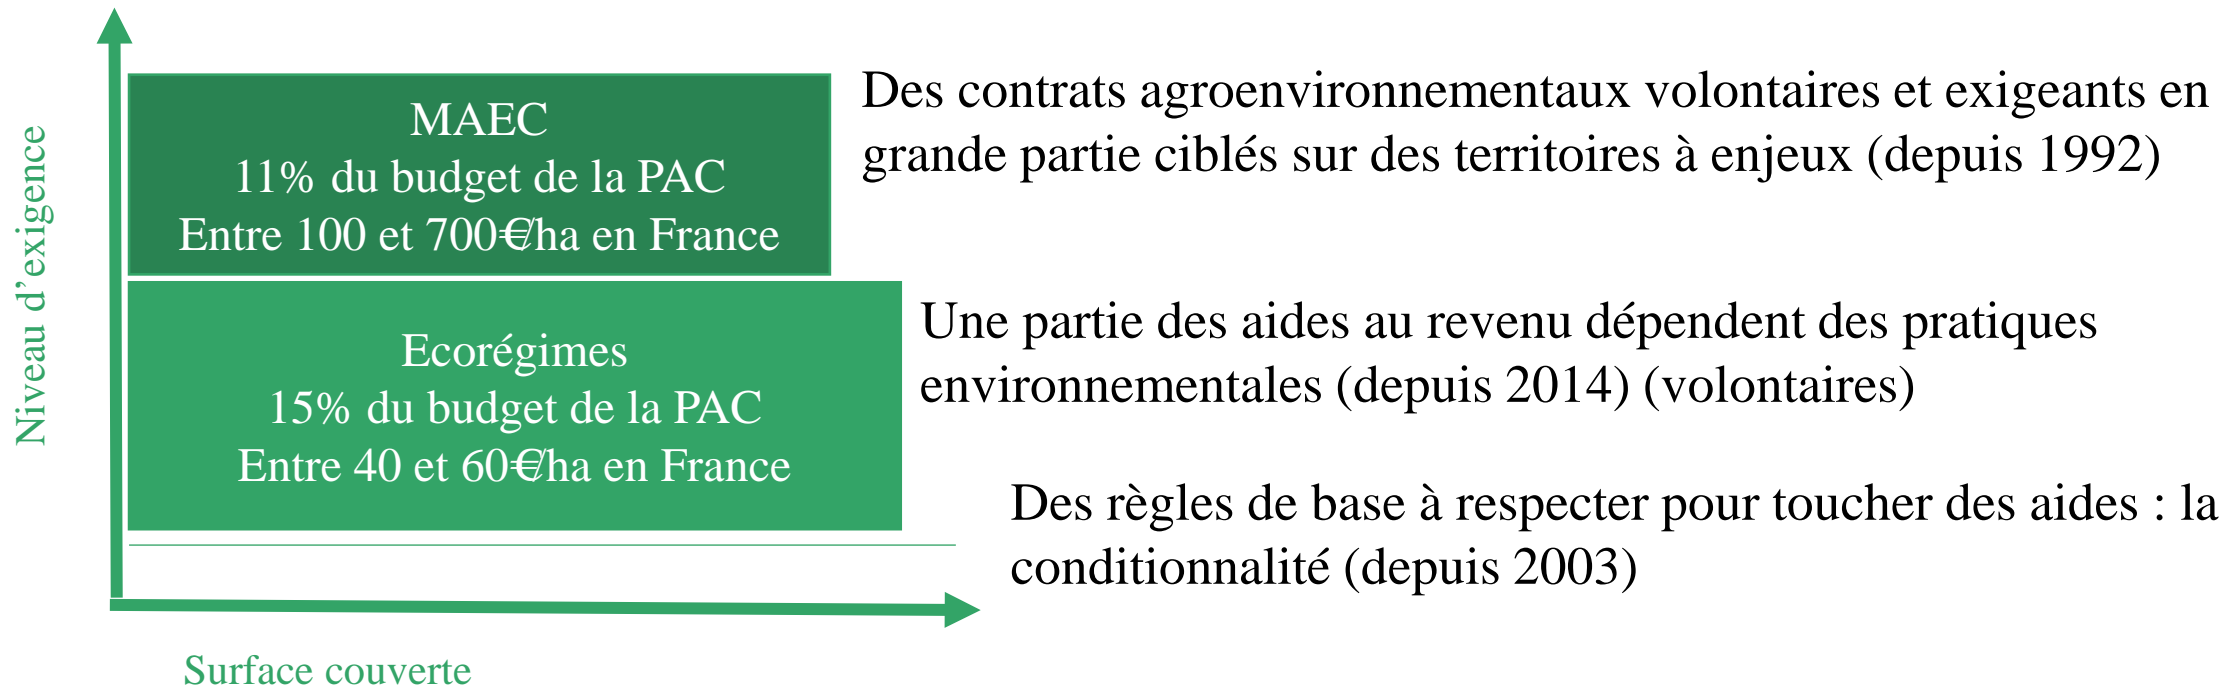 Niveau d’exigence
MAEC
11% du budget de la PAC
Entre 100 et 700€/ha en France
Des contrats agroenvironnementaux volontaires et exigeants en
grande partie ciblés sur des territoires à enjeux (depuis 1992)
Ecorégimes
15% du budget de la PAC
Entre 40 et 60€/ha en France
Une partie des aides au revenu dépendent des pratiques
environnementales (depuis 2014) (volontaires)
Des règles de base à respecter pour toucher des aides : la
conditionnalité (depuis 2003)
Surface couverte